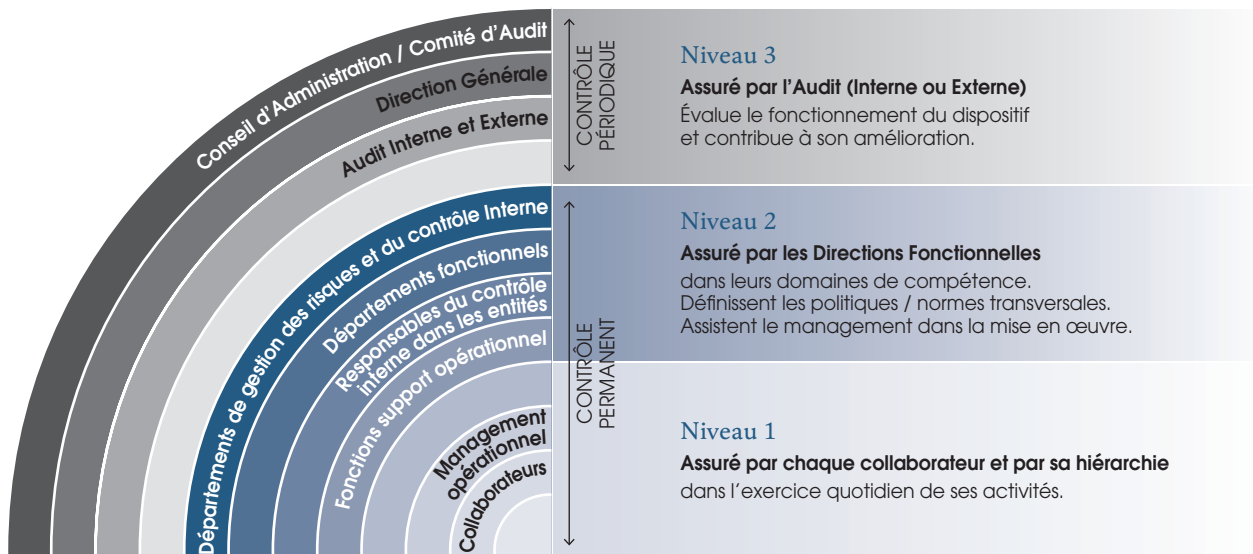 Conseil d’Administration / Comité d’Audit
Direction Générale
Audit Interne et Externe
Départements de gestion des risques et du contrôle Interne
Départements fonctionnels
Responsables du contrôle
interne dans les entités
Fonctions support opérationnel
Management
opérationnel
Collaborateurs
CONTRÔLE
PÉRIODIQUE
Niveau 3
Assuré par l’Audit (Interne ou Externe)
Évalue le fonctionnement du dispositif
et contribue à son amélioration.
CONTRÔLE
PERMANENT
Niveau 2
Assuré par les Directions Fonctionnelles
dans leurs domaines de compétence.
Définissent les politiques / normes transversales.
Assistent le management dans la mise en œuvre.
Niveau 1
Assuré par chaque collaborateur et par sa hiérarchie
dans l’exercice quotidien de ses activités.